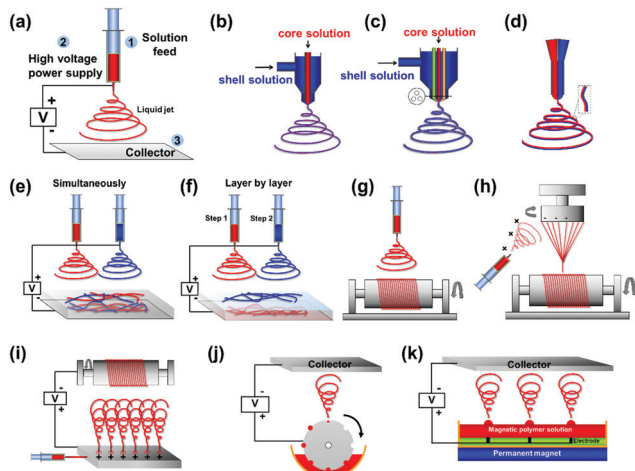 (a)
2
1
Solution
feed
High voltage
power supply
+
V
-
Liquid jet
3
Collector
(b)
core solution
shell solution
(c)
core solution
shell solution
(d)
(e)
Simultaneously
+
V
-
(f)
Layer by layer
Step 1
Step 2
+
V
-
(g)
(h)
(i)
-
V
+
+ + + + + +
(j)
Collector
-
V
+
(k)
Collector
-
V
+
Magnetic polymer solution
Electrode
Permanent magnet